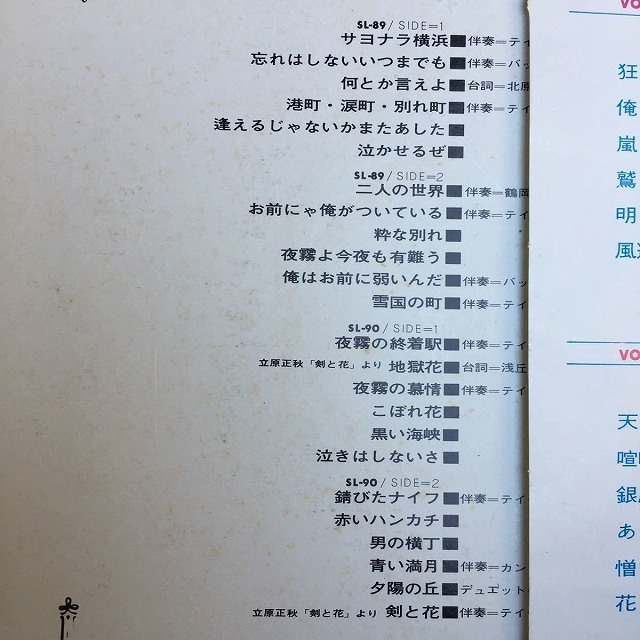 SL-89 / SIDE=1
サヨナラ横浜■伴奏=テイ
忘れはしないいつまでも■伴奏=バッ
何とか言えよ■台詞=北原
港町・涙町・別れ町■伴奏=テイ
逢えるじゃないかまたあした■
泣かせるぜ■
SL-89 / SIDE=2
二人の世界■伴奏=鶴岡
お前にゃ俺がついている■伴奏=テイ
粋な別れ■
夜霧よ今夜も有難う■
俺はお前に弱いんだ■伴奏=バッ
雪国の町■伴奏=テイ
SL-90 / SIDE=1
夜霧の終着駅■伴奏=テイ
立原正秋「剣と花」より 地獄花■台詞=浅丘
夜霧の慕情■伴奏=テイ
こぼれ花■
黒い海峡■
泣きはしないさ■
SL-90 / SIDE=2
錆びたナイフ■伴奏=テイ
赤いハンカチ■
男の横丁■
青い満月■伴奏=カン
夕陽の丘■デュエット
立原正秋「剣と花」より 剣と花■伴奏=テイ
VO
狂
俺
嵐
鷲
明
風
VO
天
喧
銀
あ
憎
花